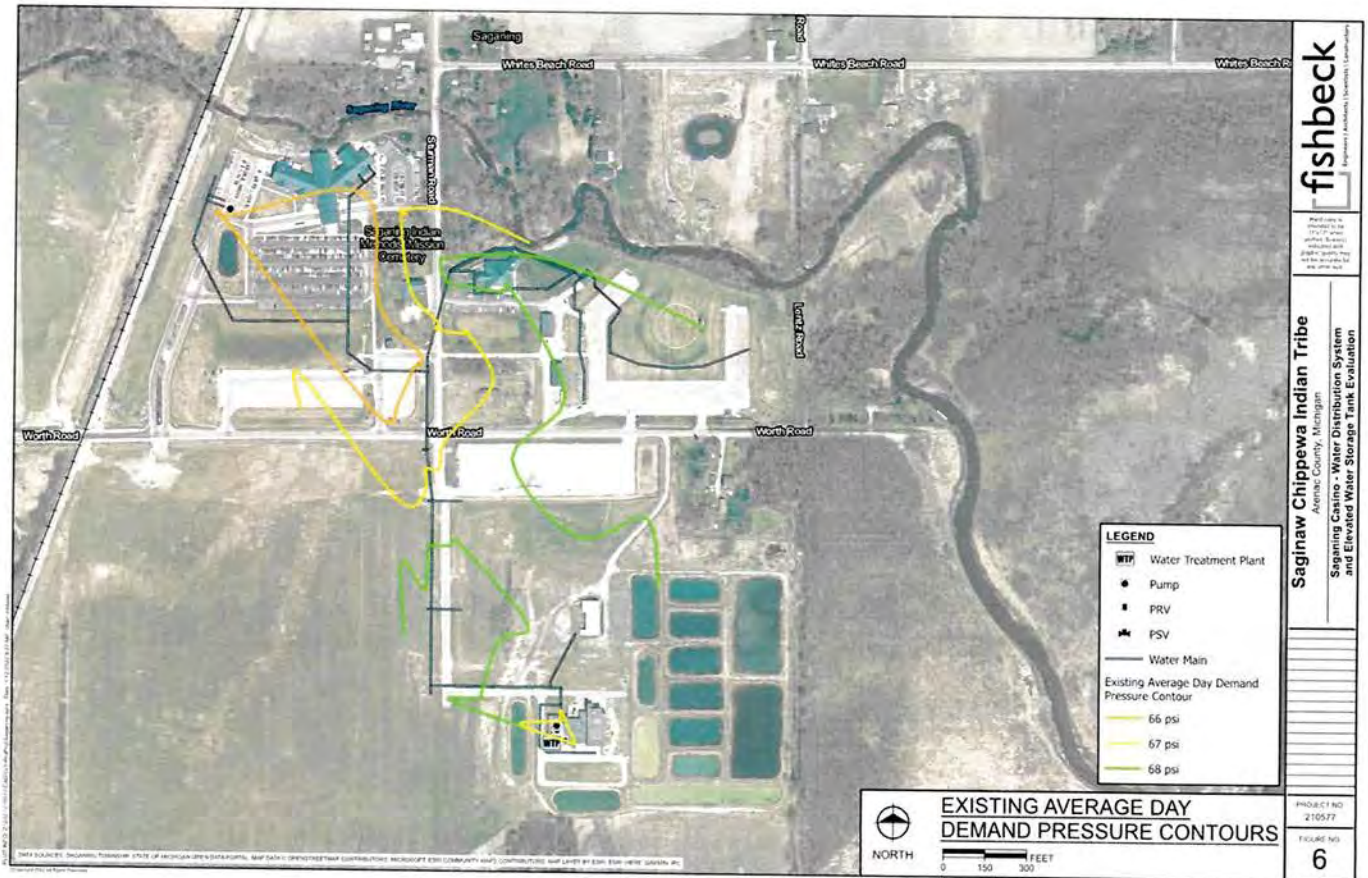 Saganing
Whites Beach Road
Road
Whites Beach Road
Whites Beach R
Saganing River
Sturman Road
Saganing Indian
Cemetery
Lentz Road
Worth Road
Worth Road
Worth Road
WTP
LEGEND
WTP Water Treatment Plant
Pump
PRV
PSV
Water Main
Existing Average Day Demand
Pressure Contour
66 psi
67 psi
68 psi
NORTH
EXISTING AVERAGE DAY
DEMAND PRESSURE CONTOURS
0 150 300 FEET
fishbeck
Engineers | Architects | Scientists | Constructors
Saginaw Chippewa Indian Tribe
Arenac County, Michigan
Saganing Casino - Water Distribution System
and Elevated Water Storage Tank Evaluation
PROJECT NO.
210577
FIGURE NO.
6